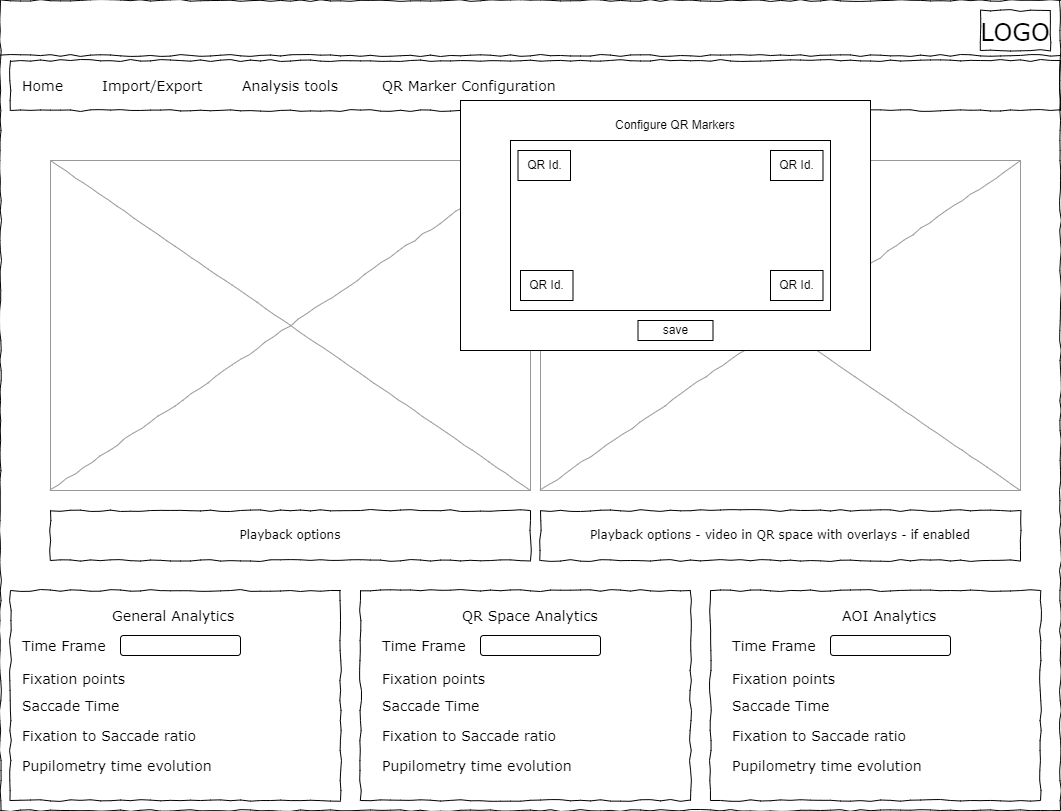 LOGO
Home
Import/Export
Analysis tools
QR Marker Configuration
Configure QR Markers
QR Id.
QR Id.
QR Id.
QR Id.
save
Playback options
Playback options - video in QR space with overlays - if enabled
General Analytics
Time Frame
Fixation points
Saccade Time
Fixation to Saccade ratio
Pupilometry time evolution
QR Space Analytics
Time Frame
Fixation points
Saccade Time
Fixation to Saccade ratio
Pupilometry time evolution
AOI Analytics
Time Frame
Fixation points
Saccade Time
Fixation to Saccade ratio
Pupilometry time evolution